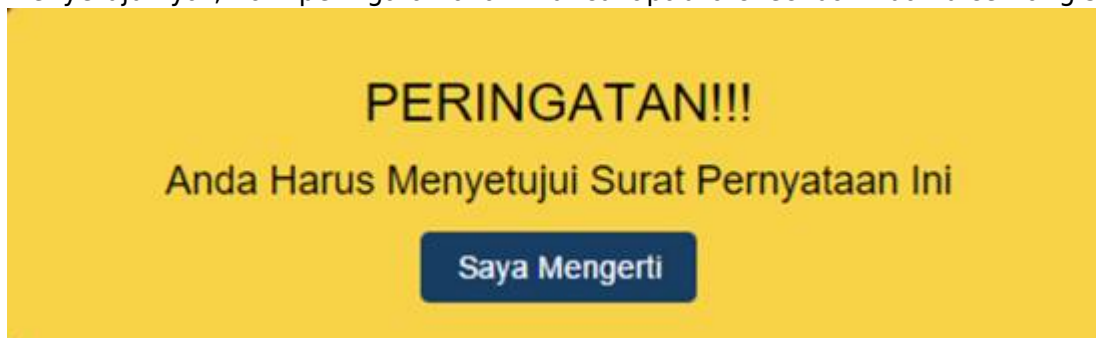 PERINGATAN!!!
Anda Harus Menyetujui Surat Pernyataan Ini
Saya Mengerti